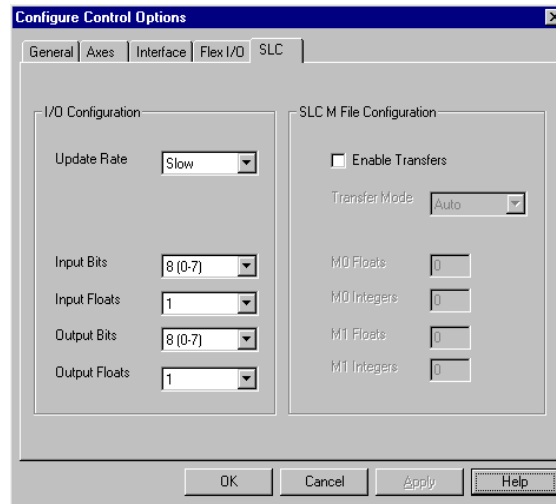 Configure Control Options
General Axes Interface Flex I/O SLC
I/O Configuration
Update Rate Slow
Input Bits 8 (0-7)
Input Floats 1
Output Bits 8 (0-7)
Output Floats 1
SLC M File Configuration
Enable Transfers
Transfer Mode Auto
M0 Floats 0
M0 Integers 0
M1 Floats 0
M1 Integers 0
OK Cancel Apply Help